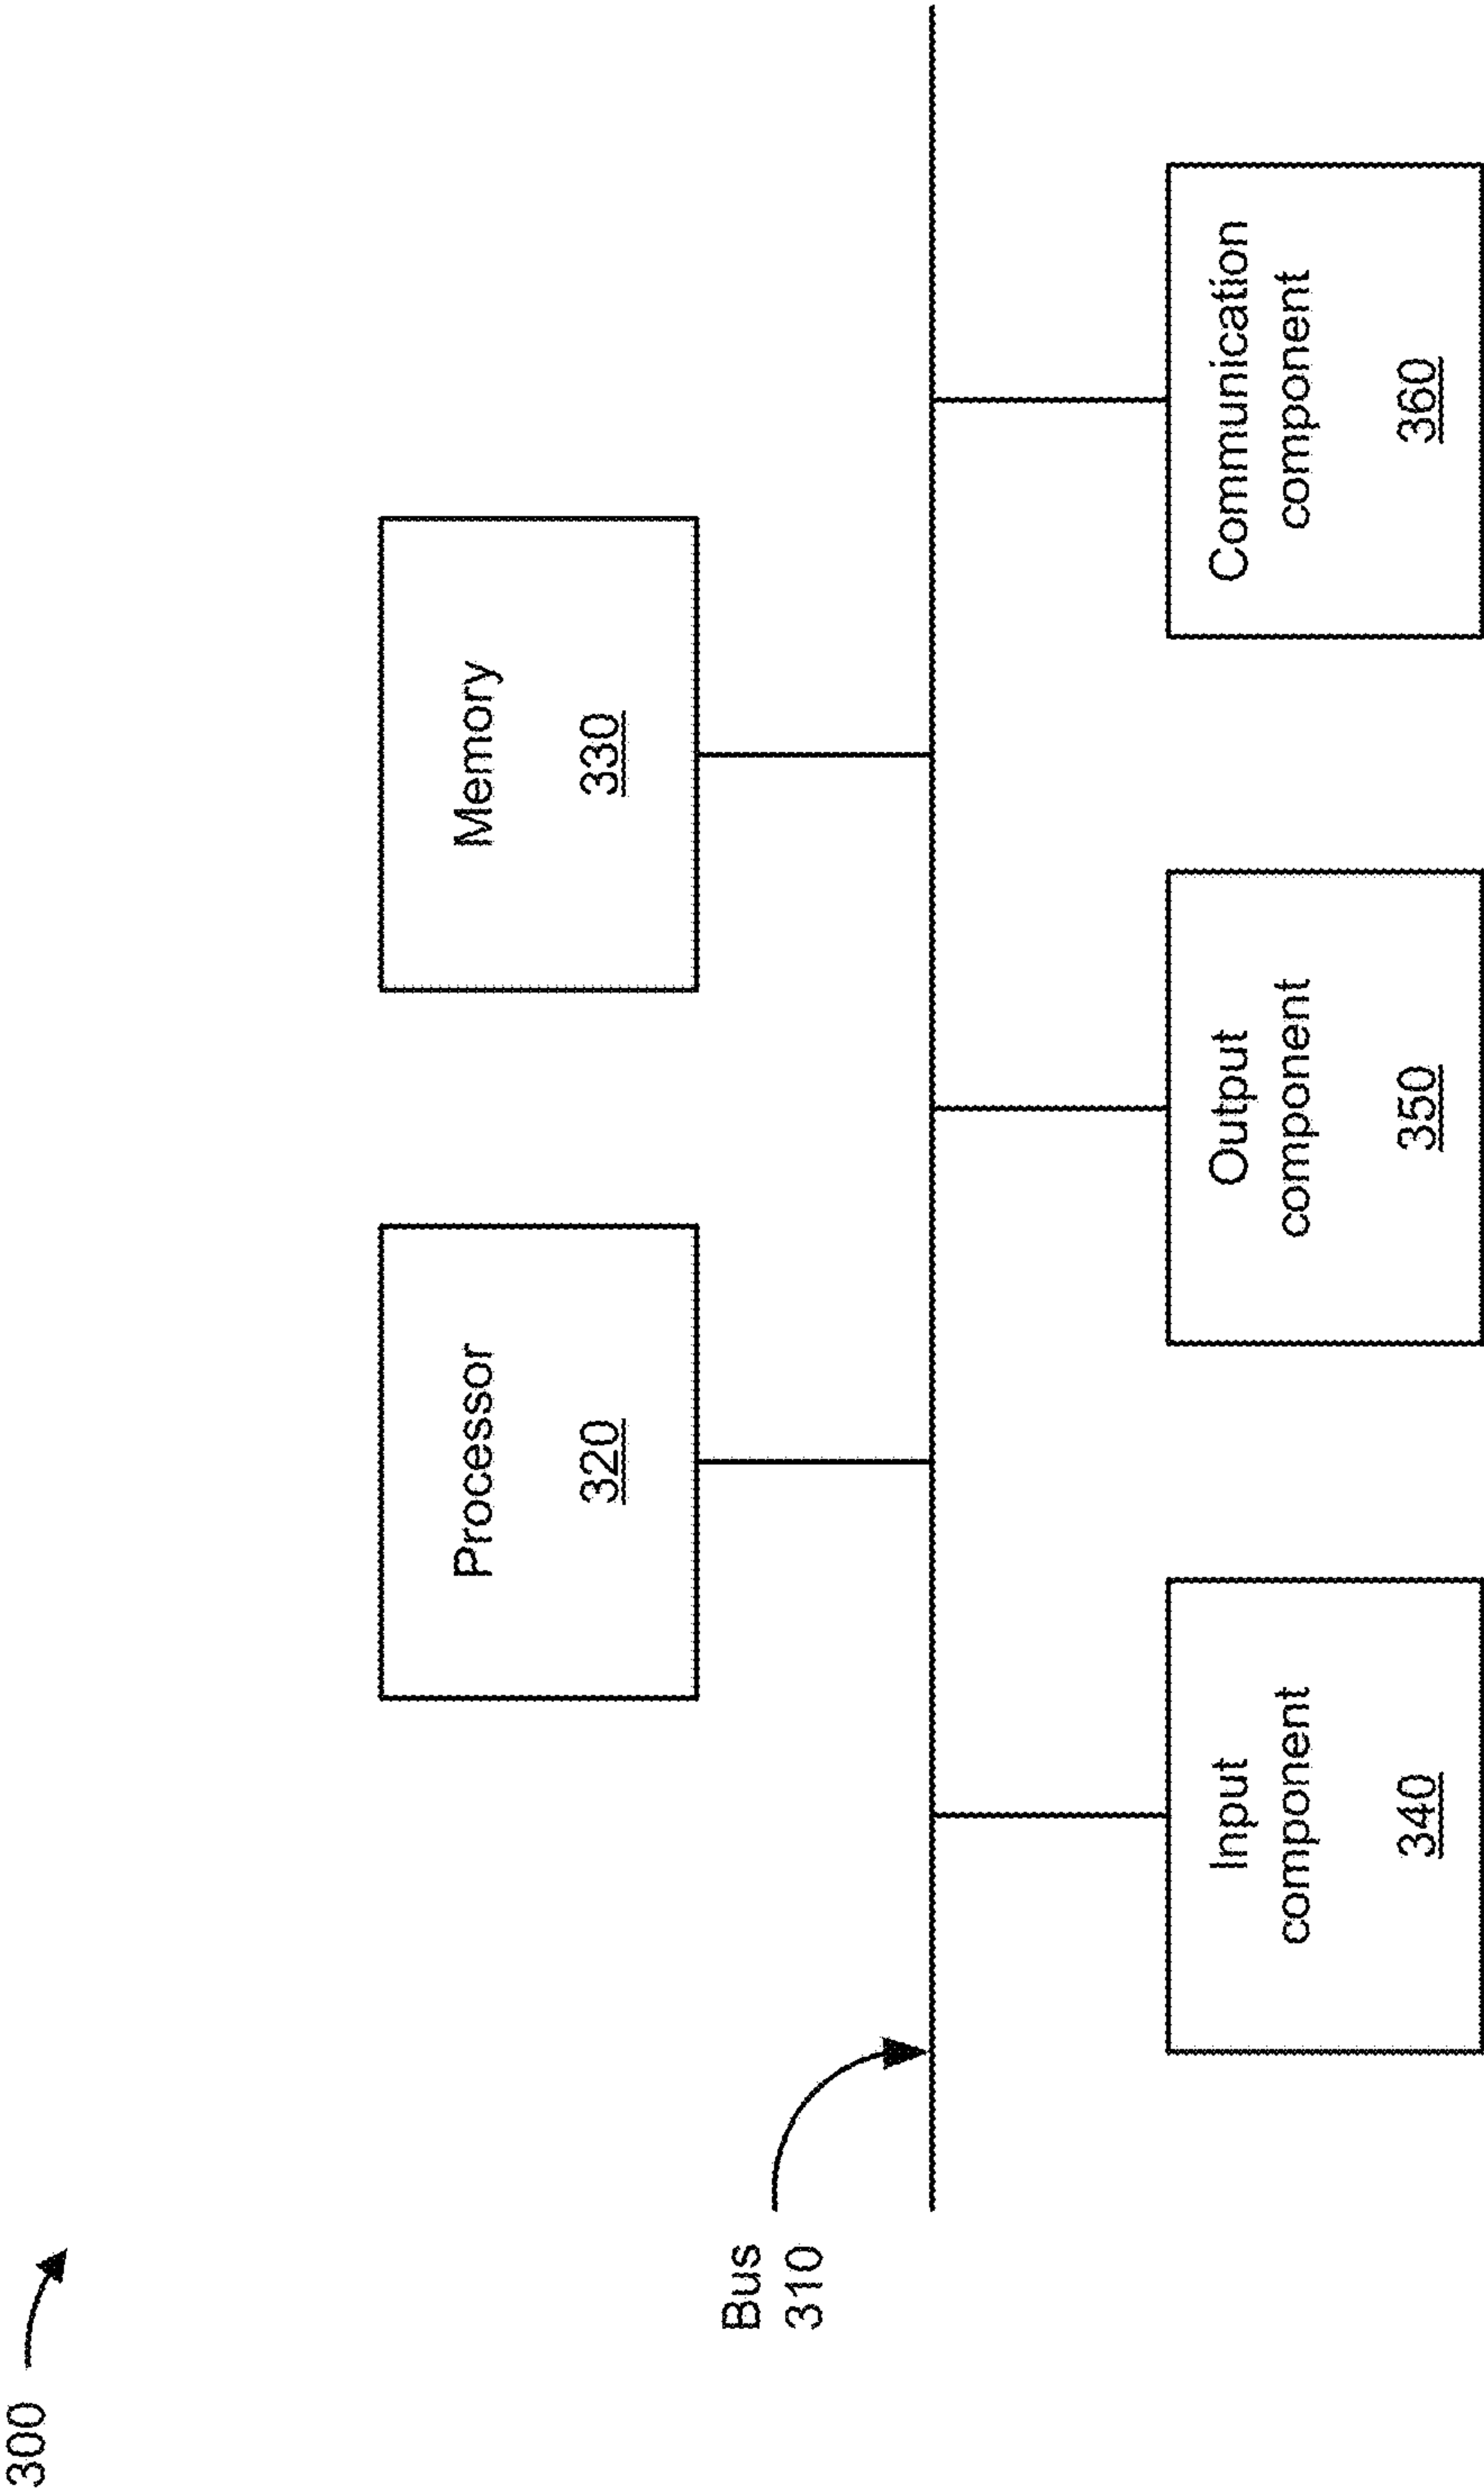 300
Processor
320
Memory
330
Bus
310
Input
component
340
Output
component
350
Communication
component
360